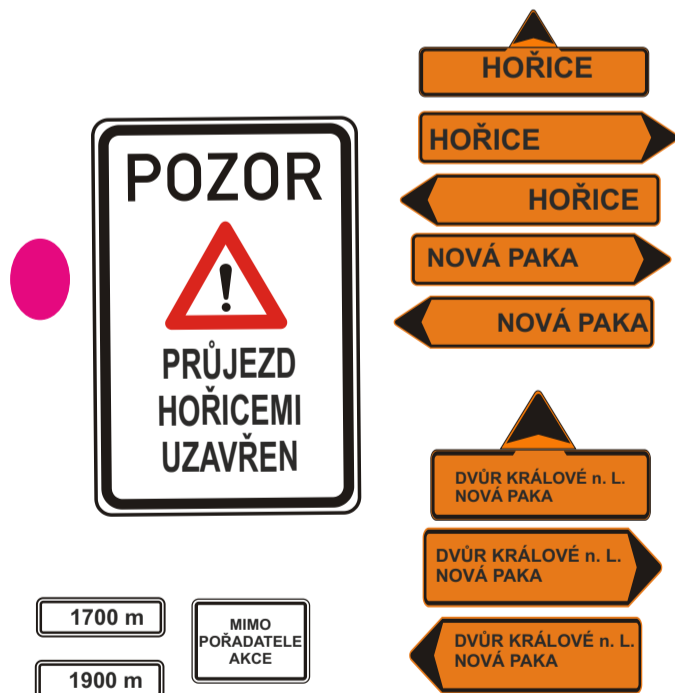 POZOR
!
PRŮJEZD
HOŘICEMI
UZAVŘEN
1700 m
1900 m
MIMO
POŘADATELE
AKCE
HOŘICE
HOŘICE
HOŘICE
NOVÁ PAKA
NOVÁ PAKA
DVŮR KRÁLOVÉ n. L.
NOVÁ PAKA
DVŮR KRÁLOVÉ n. L.
NOVÁ PAKA
DVŮR KRÁLOVÉ n. L.
NOVÁ PAKA